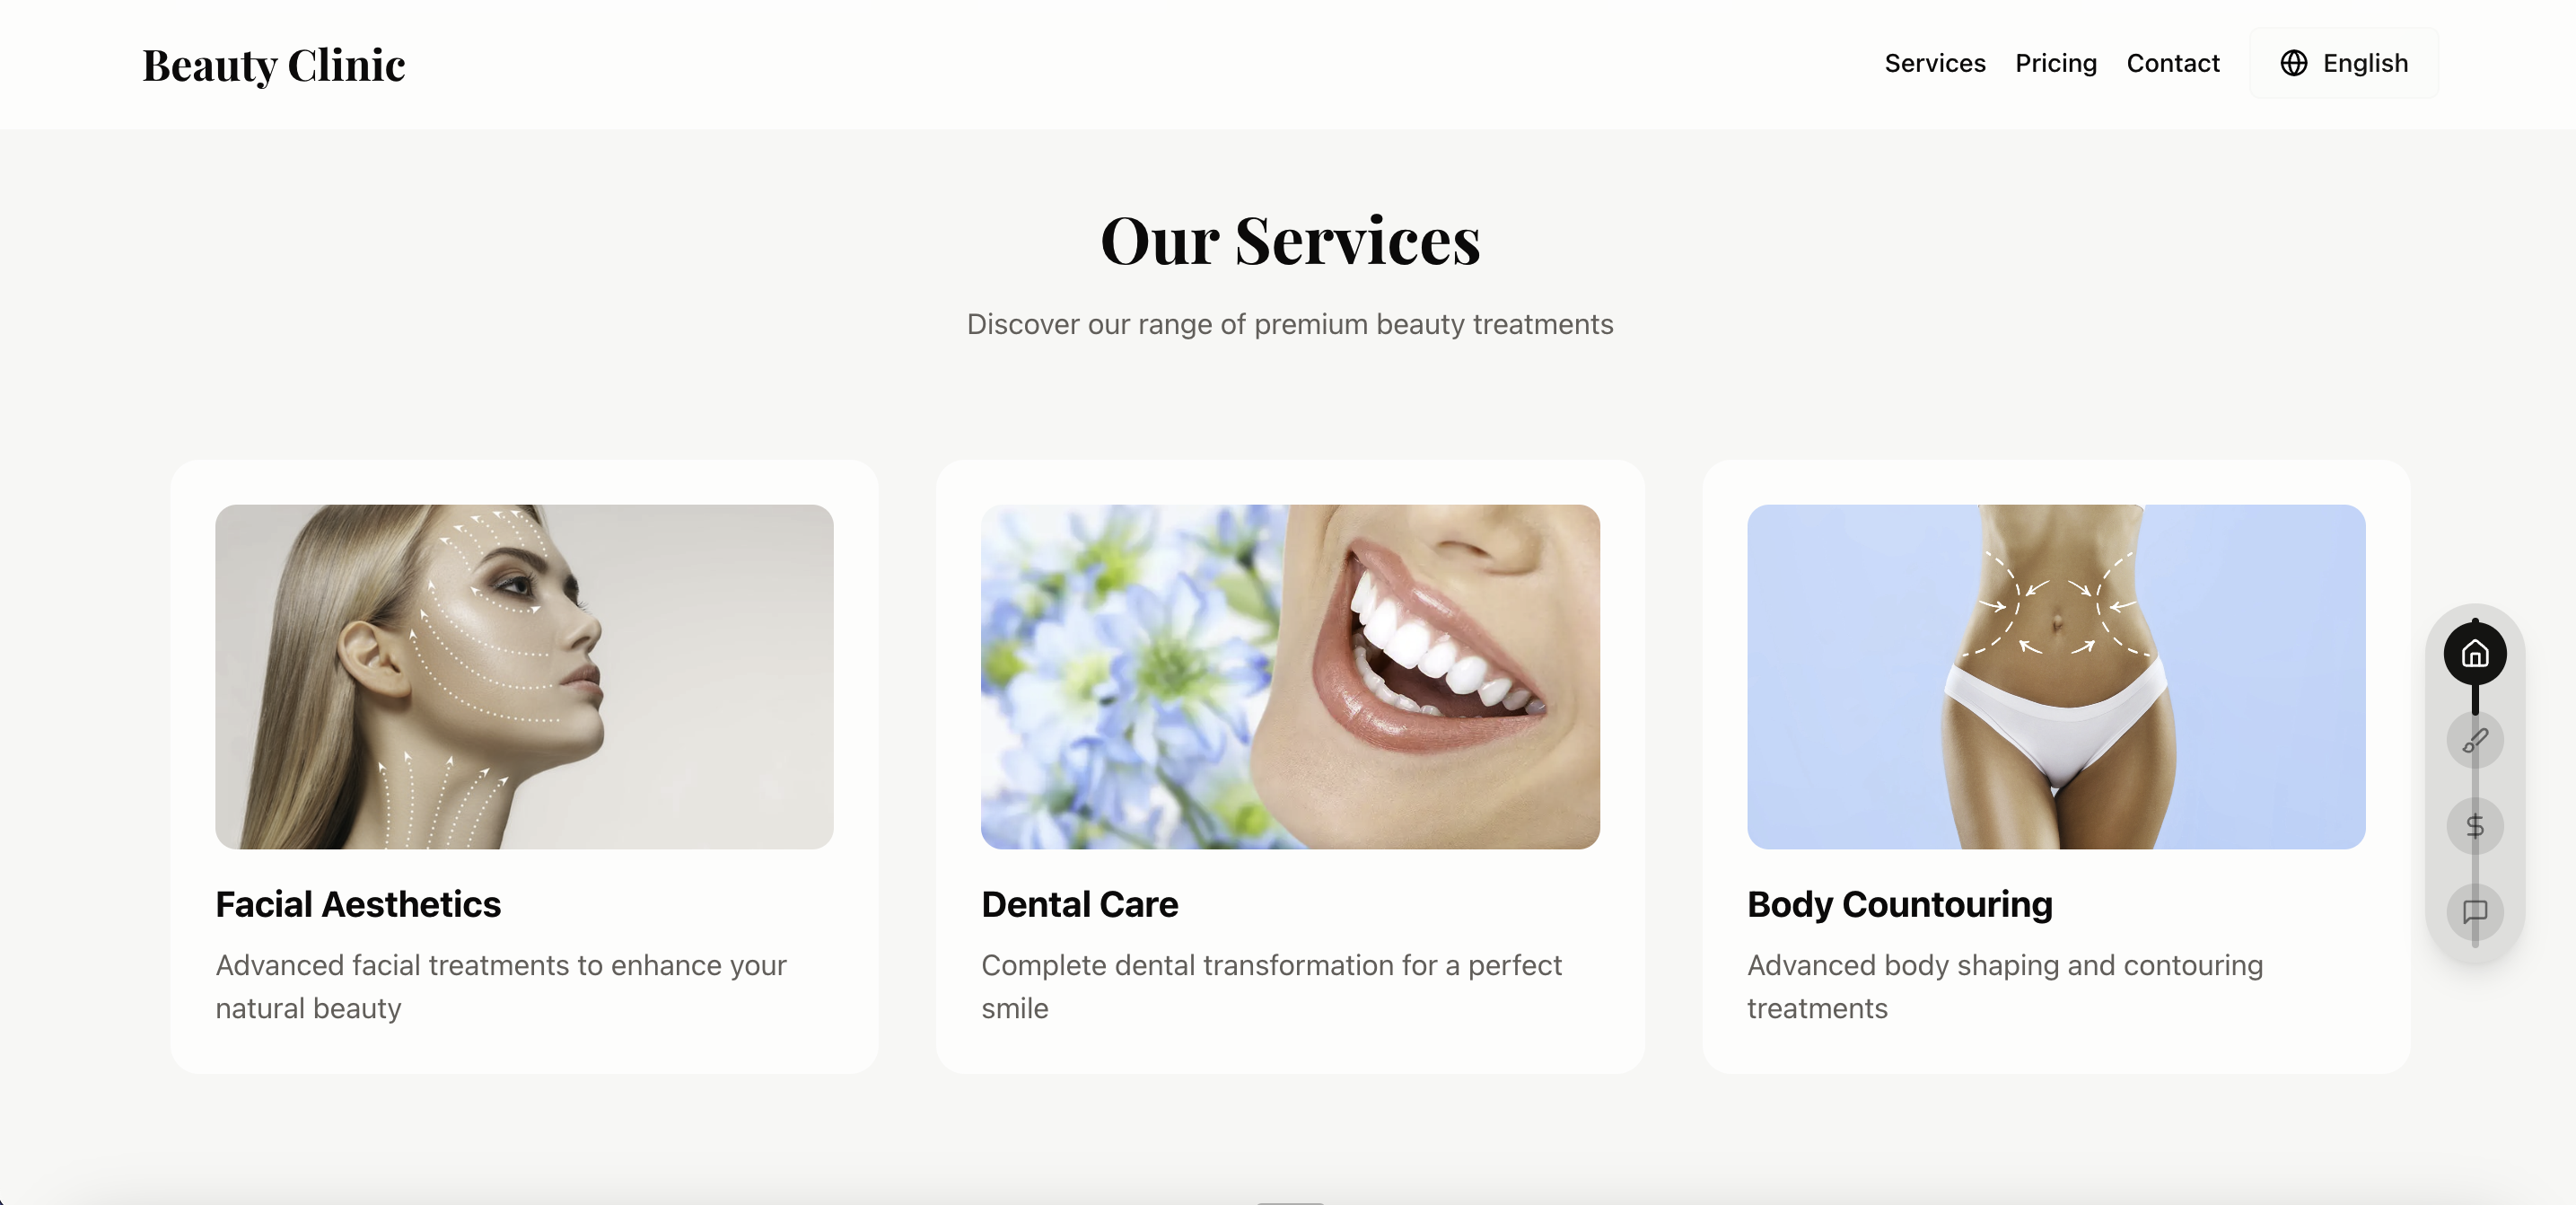 Beauty Clinic
Services
Pricing
Contact
English
Our Services
Discover our range of premium beauty treatments
Facial Aesthetics
Advanced facial treatments to enhance your
natural beauty
Dental Care
Complete dental transformation for a perfect
smile
Body Countouring
Advanced body shaping and contouring
treatments